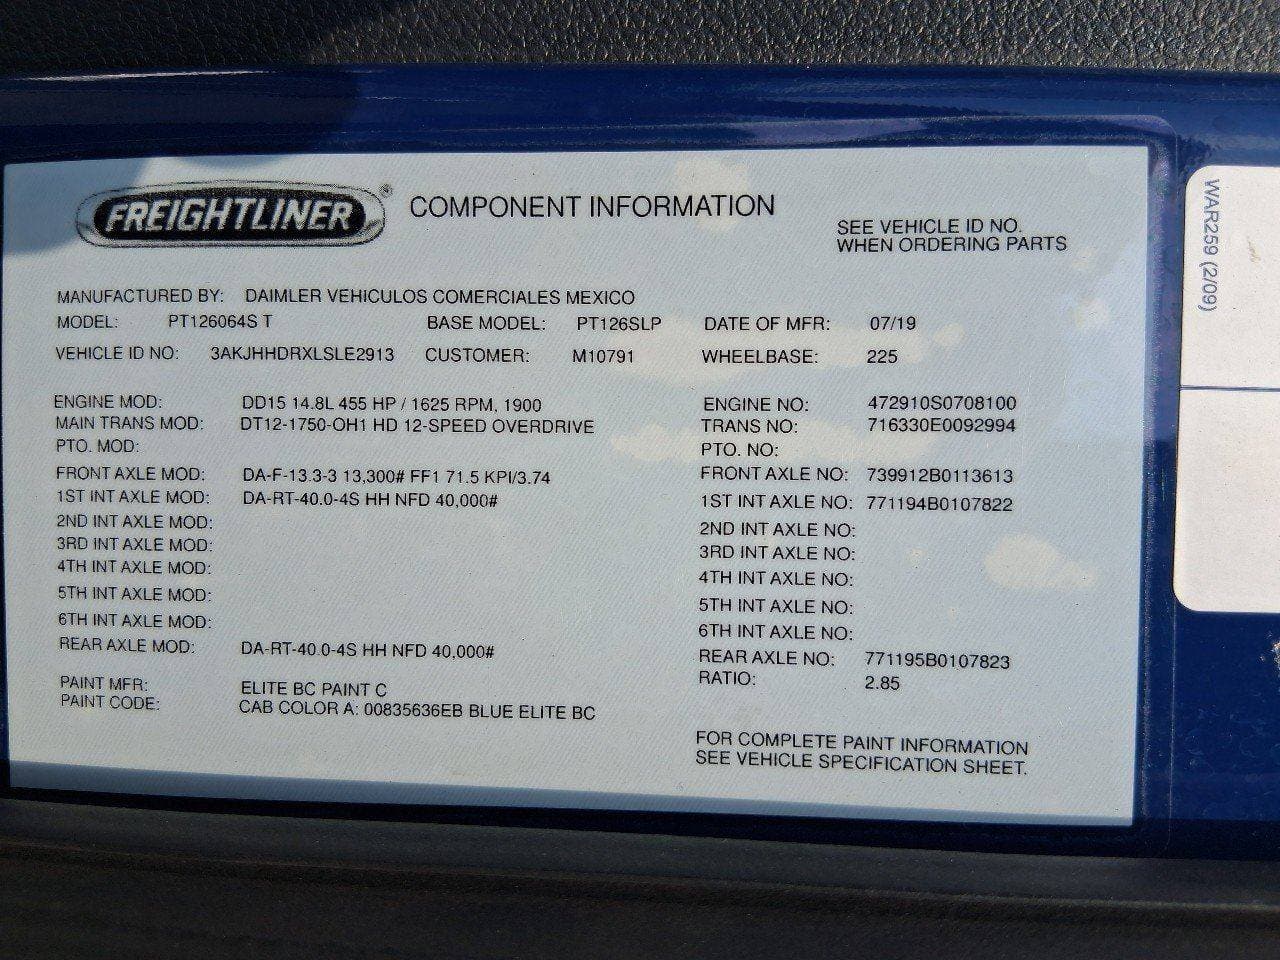 FREIGHTLINER® COMPONENT INFORMATION
SEE VEHICLE ID NO.
WHEN ORDERING PARTS
MANUFACTURED BY: DAIMLER VEHICULOS COMERCIALES MEXICO
MODEL: PT126064S T BASE MODEL: PT126SLP DATE OF MFR: 07/19
VEHICLE ID NO: 3AKJHHDRXLSLE2913 CUSTOMER: M10791 WHEELBASE: 225
ENGINE MOD: DD15 14.8L 455 HP / 1625 RPM, 1900 ENGINE NO: 472910S0708100
MAIN TRANS MOD: DT12-1750-OH1 HD 12-SPEED OVERDRIVE TRANS NO: 716330E0092994
PTO. MOD: PTO. NO:
FRONT AXLE MOD: DA-F-13.3-3 13,300# FF1 71.5 KPI/3.74 FRONT AXLE NO: 739912B0113613
1ST INT AXLE MOD: DA-RT-40.0-4S HH NFD 40,000# 1ST INT AXLE NO: 771194B0107822
2ND INT AXLE MOD: 2ND INT AXLE NO:
3RD INT AXLE MOD: 3RD INT AXLE NO:
4TH INT AXLE MOD: 4TH INT AXLE NO:
5TH INT AXLE MOD: 5TH INT AXLE NO:
6TH INT AXLE MOD: 6TH INT AXLE NO:
REAR AXLE MOD: DA-RT-40.0-4S HH NFD 40,000# REAR AXLE NO: 771195B0107823
RATIO: 2.85
PAINT MFR: ELITE BC PAINT C
PAINT CODE: CAB COLOR A: 00835636EB BLUE ELITE BC
FOR COMPLETE PAINT INFORMATION
SEE VEHICLE SPECIFICATION SHEET.
WAR259 (2/09)